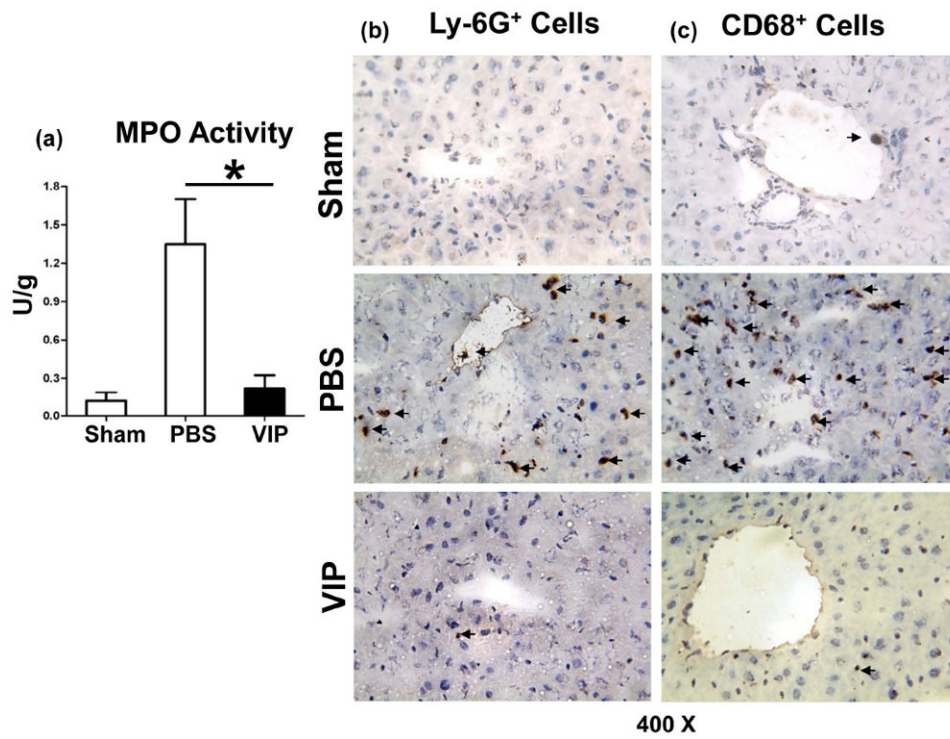 (a)
MPO Activity
*
U/g
1.8
1.5
1.2
0.9
0.6
0.3
0.0
Sham PBS VIP
(b) Ly-6G⁺ Cells
(c) CD68⁺ Cells
Sham
PBS
VIP
400 X